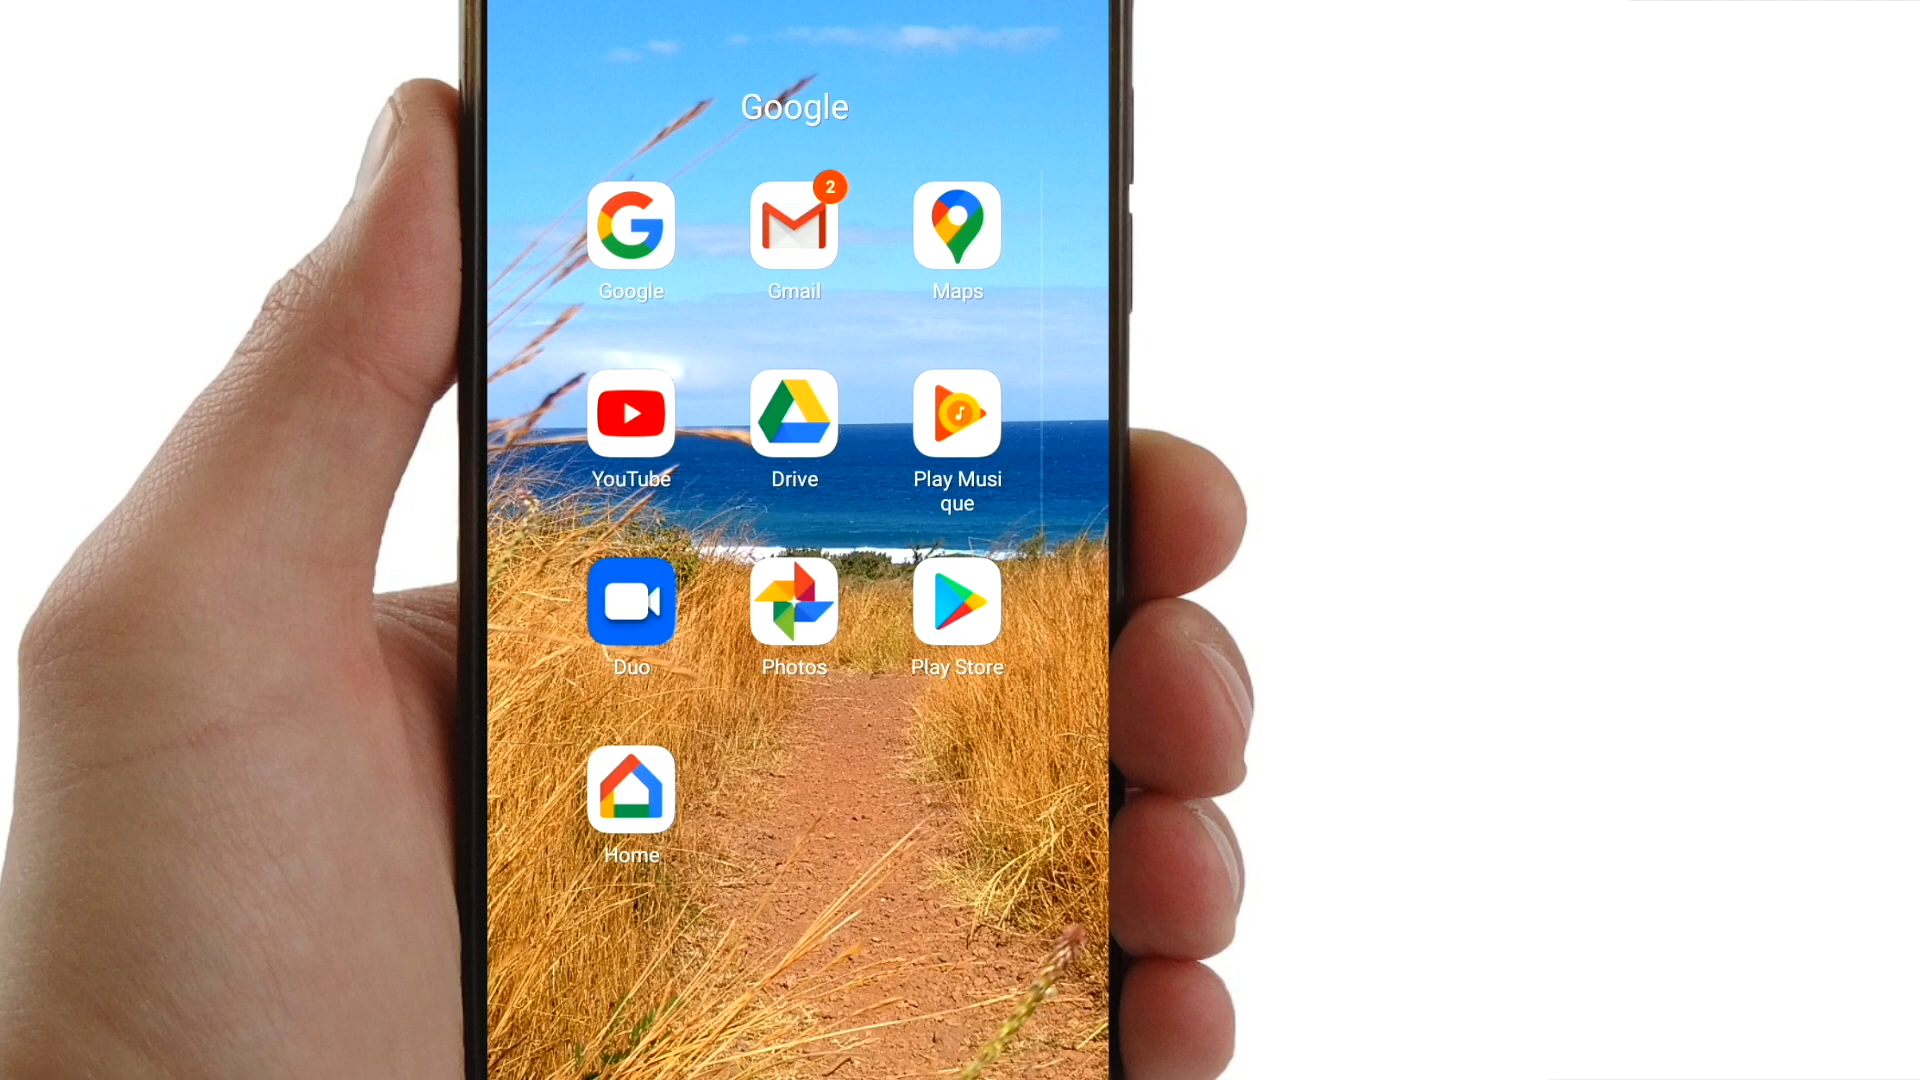 Google
2
Google Gmail Maps
YouTube Drive Play Musi
que
Duo Photos Play Store
Home